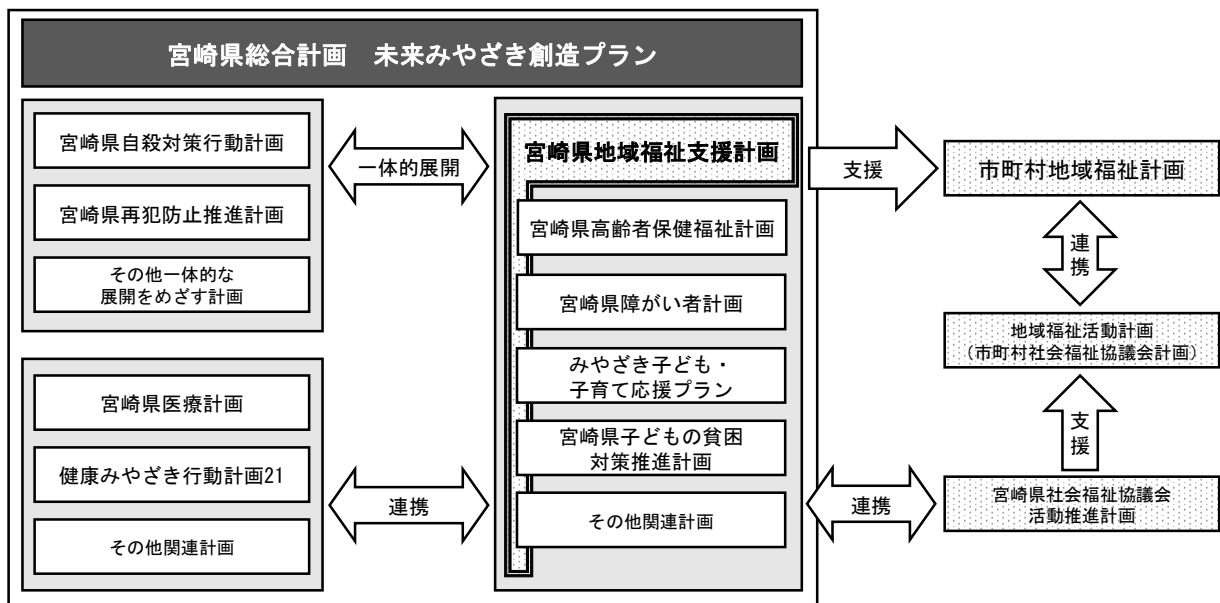 宮崎県総合計画　未来みやざき創造プラン
宮崎県自殺対策行動計画
宮崎県再犯防止推進計画
その他一体的な
展開をめざす計画
一体的展開
宮崎県医療計画
健康みやざき行動計画21
その他関連計画
連携
宮崎県地域福祉支援計画
宮崎県高齢者保健福祉計画
宮崎県障がい者計画
みやざき子ども・
子育て応援プラン
宮崎県子どもの貧困
対策推進計画
その他関連計画
支援
連携
市町村地域福祉計画
連携
地域福祉活動計画
（市町村社会福祉協議会計画）
支援
宮崎県社会福祉協議会
活動推進計画